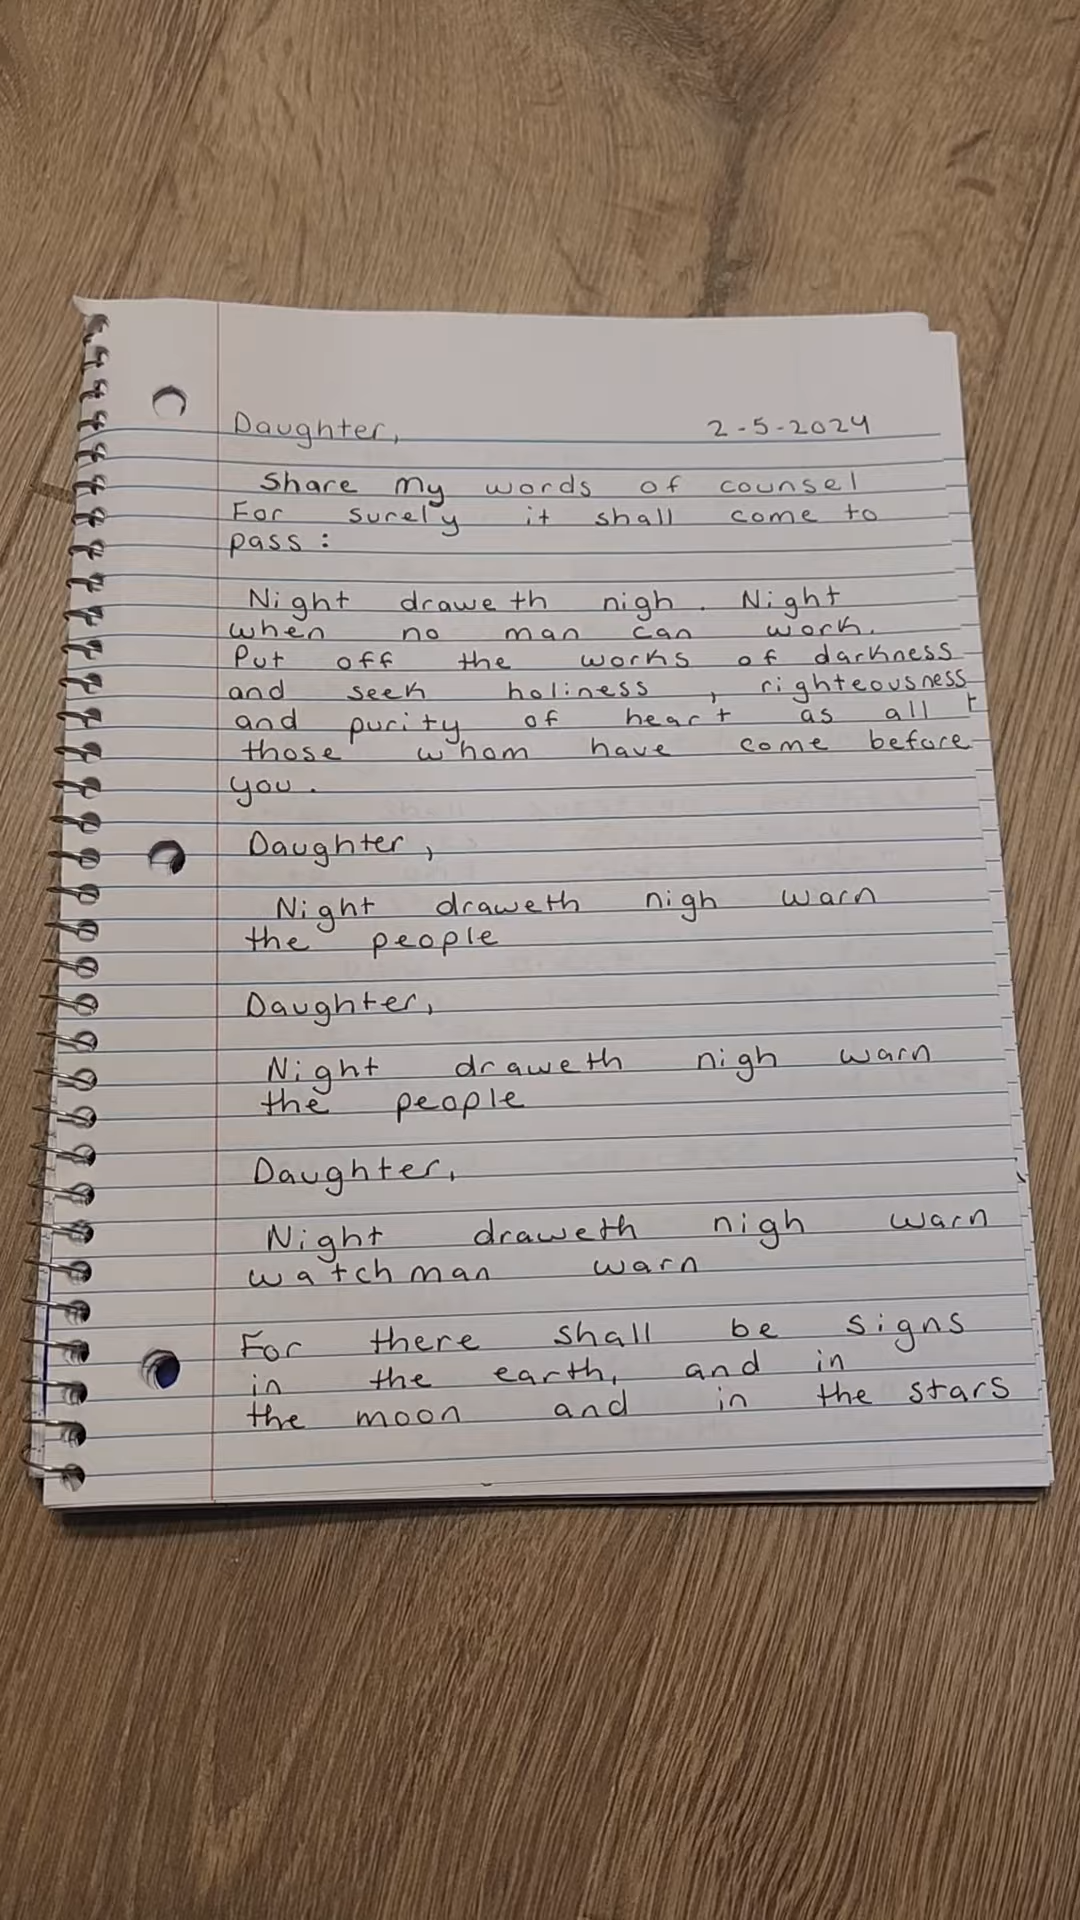 Daughter, 2-5-2024
Share my words of counsel
For surely it shall come to
pass:
Night draweth nigh. Night
when no man can work.
Put off the works of darkness
and seek holiness, righteousness
and purity of heart as all
those whom have come before
you.
Daughter,
Night draweth nigh warn
the people
Daughter,
Night draweth nigh warn
the people
Daughter,
Night draweth nigh warn
watchman warn
For there shall be signs
in the earth, and in
the moon and in the stars